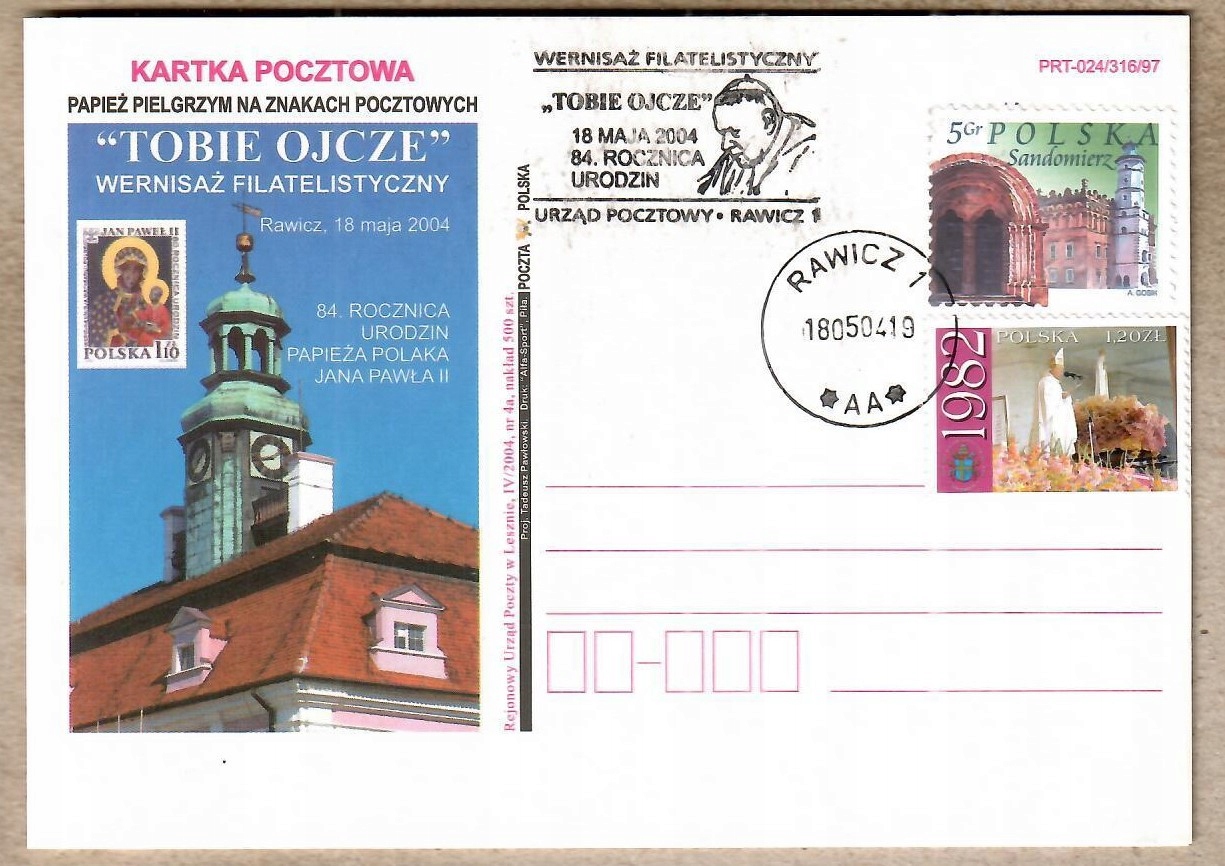 KARTKA POCZTOWA
PAPIEŻ PIELGRZYM NA ZNAKACH POCZTOWYCH
“TOBIE OJCZE”
WERNISAŻ FILATELISTYCZNY
Rawicz, 18 maja 2004
JAN PAWEŁ II
80 ROCZNICA URODZIN
POLSKA 110
84. ROCZNICA
URODZIN
PAPIEŻA POLAKA
JANA PAWŁA II
Rejonowy Urząd Poczty w Lesznie, IV/2004, nr 4a, nakład 500 szt.
Proj. Tadeusz Pawłowski. Druk: "Alfa-Sport", Piła.
POCZTA POLSKA
WERNISAŻ FILATELISTYCZNY
„TOBIE OJCZE”
18 MAJA 2004
84. ROCZNICA
URODZIN
URZĄD POCZTOWY • RAWICZ 1
PRT-024/316/97
5Gr POLSKA
Sandomierz
RAWICZ 1
18050419
AA
1982
POLSKA 1,20ZŁ